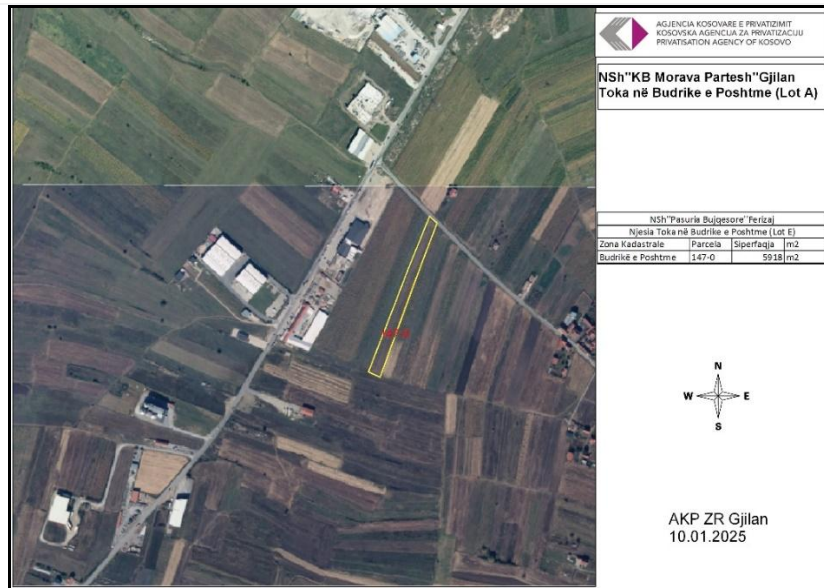 AGJENCIA KOSOVARE E PRIVATIZIMIT
KOSOVSKA AGENCIJA ZA PRIVATIZACIJU
PRIVATISATION AGENCY OF KOSOVO
NSh"KB Morava Partesh"Gjilan
Toka në Budrike e Poshtme (Lot A)
NSh"Pasuria Bujqesore"Ferizaj
Njesia Toka në Budrike e Poshtme (Lot E)
Zona Kadastrale Parcela Siperfaqja m2
Budrikë e Poshtme 147-0 5918 m2
147-0
N
W E
S
AKP ZR Gjilan
10.01.2025